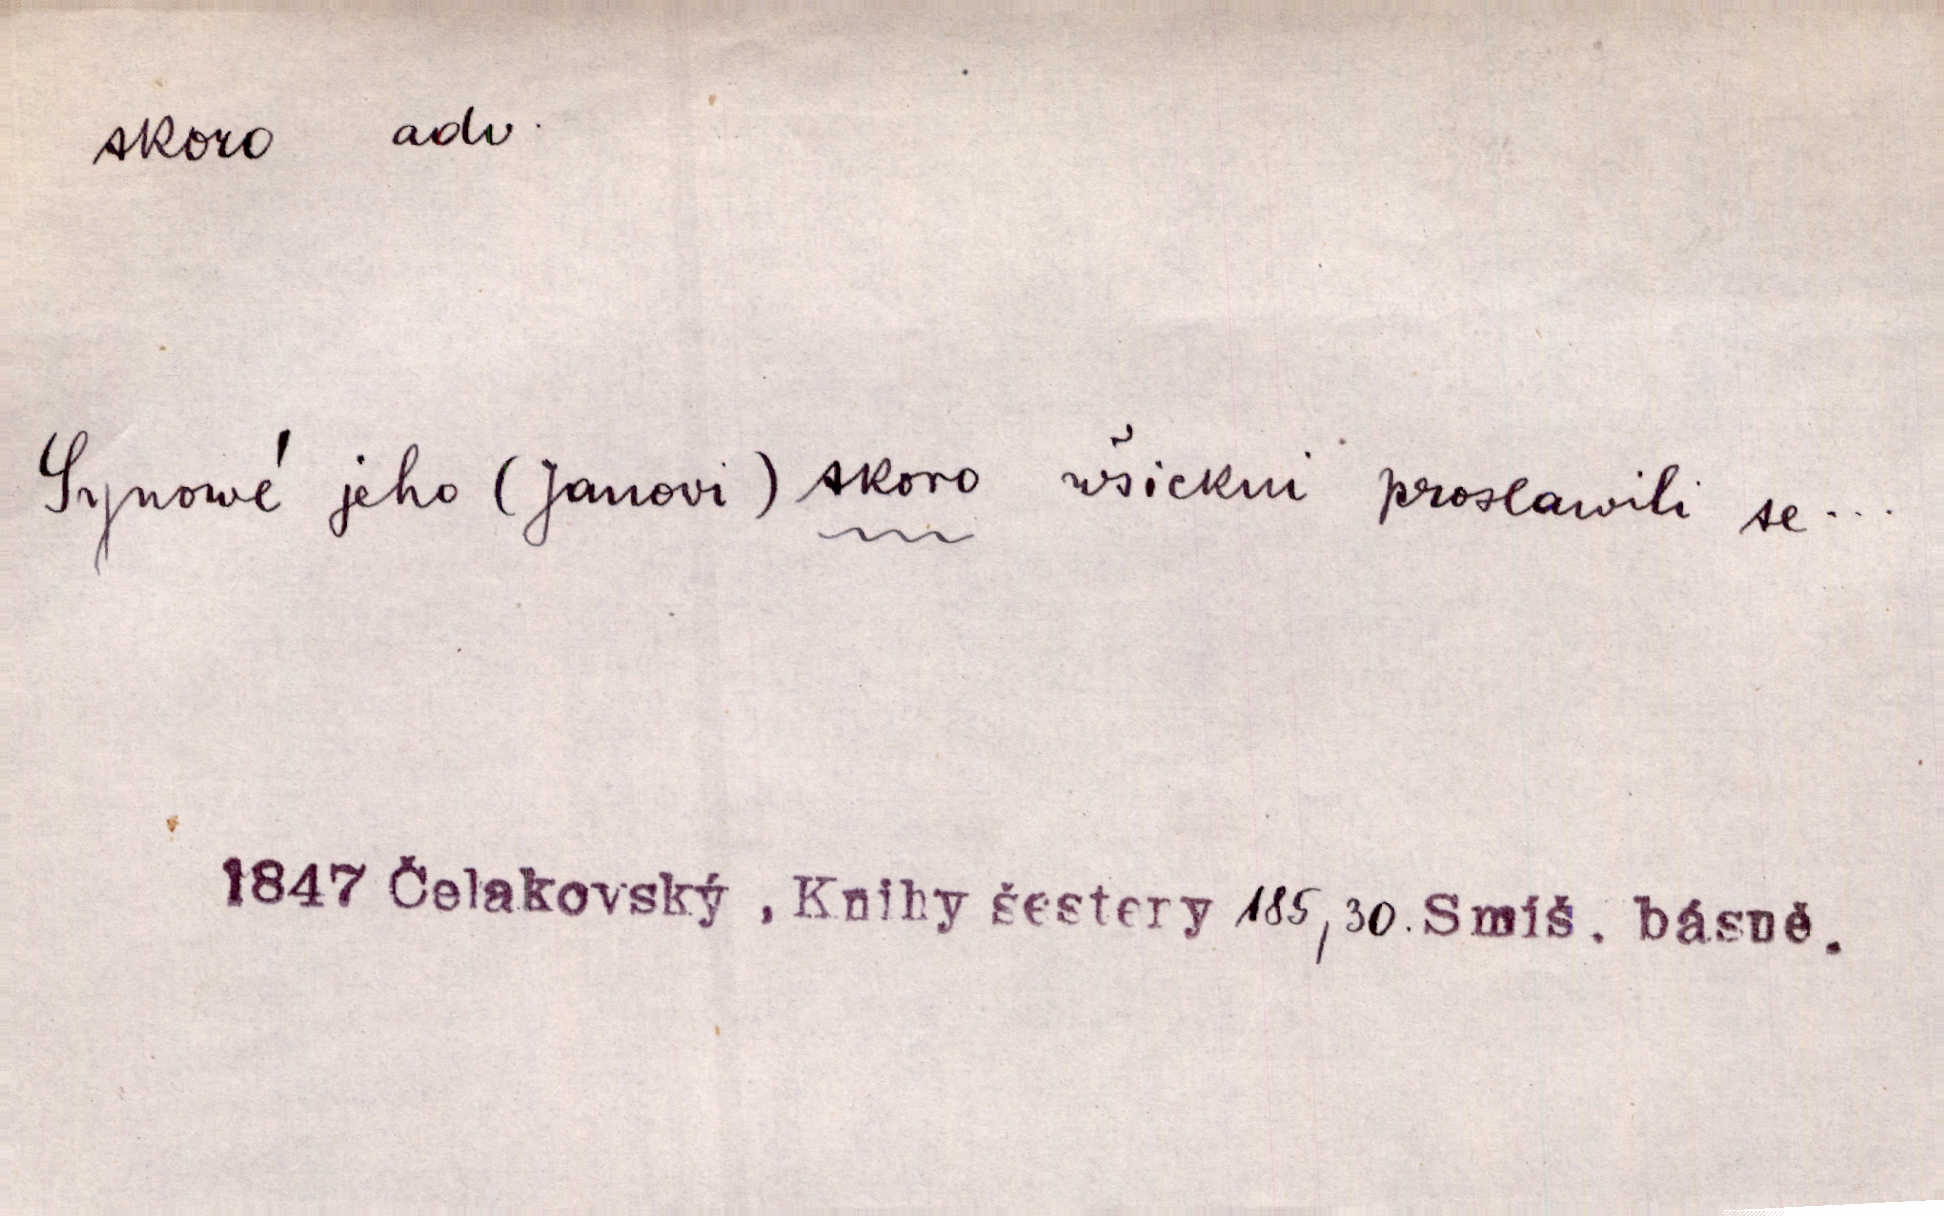 skoro adv.
Synowé jeho (Janovi) skoro wšickni proslawili se...
1847 Čelakovský, Knihy šestery 185,30. Smíš. básně.